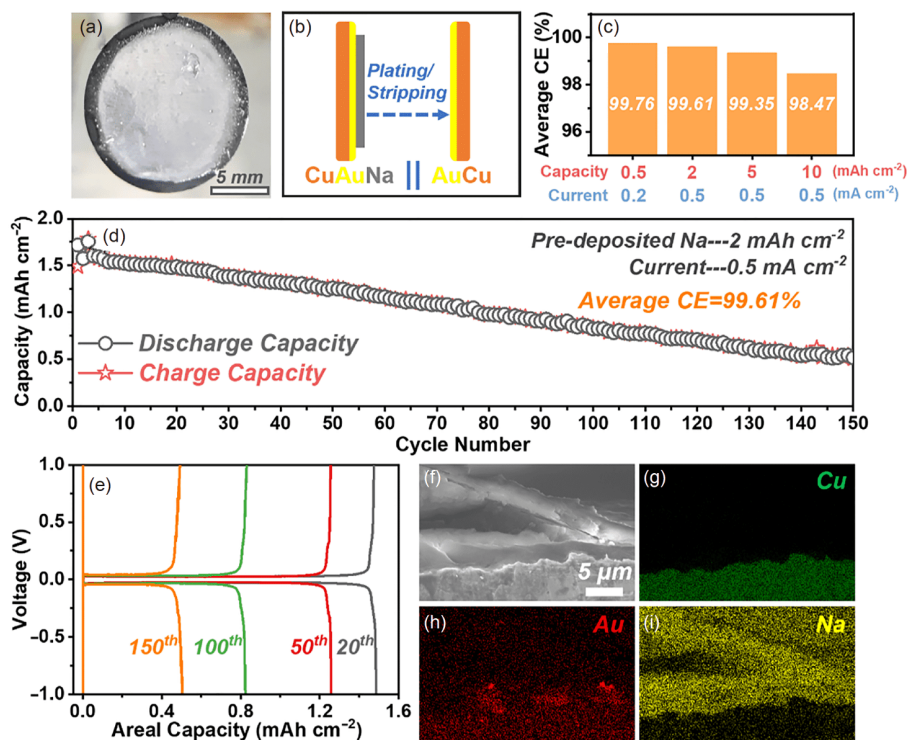 (a)
5 mm
(b)
Plating/
Stripping
CuAuNa || AuCu
(c)
Average CE (%)
100
98
96
99.76 99.61 99.35 98.47
Capacity 0.5 2 5 10 (mAh cm⁻²)
Current 0.2 0.5 0.5 0.5 (mA cm⁻²)
(d)
Capacity (mAh cm⁻²)
2.0
1.5
1.0
0.5
0.0
Pre-deposited Na---2 mAh cm⁻²
Current---0.5 mA cm⁻²
Average CE=99.61%
Discharge Capacity
Charge Capacity
0 10 20 30 40 50 60 70 80 90 100 110 120 130 140 150
Cycle Number
(e)
Voltage (V)
1.0
0.5
0.0
−0.5
−1.0
150th 100th 50th 20th
0.0 0.4 0.8 1.2 1.6
Areal Capacity (mAh cm⁻²)
(f)
5 μm
(g)
Cu
(h)
Au
(i)
Na